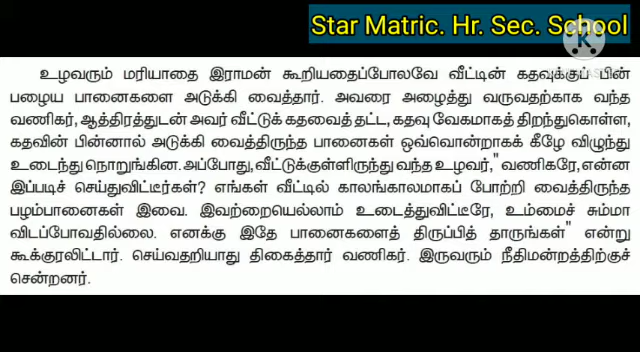 Star Matric. Hr. Sec. School
உழவரும் மரியாதை இராமன் கூறியதைப்போலவே வீட்டின் கதவுக்குப் பின்
பழைய பானைகளை அடுக்கி வைத்தார். அவரை அழைத்து வருவதற்காக வந்த
வணிகர், ஆத்திரத்துடன் அவர் வீட்டுக் கதவைத் தட்ட, கதவு வேகமாகத் திறந்துகொள்ள,
கதவின் பின்னால் அடுக்கி வைத்திருந்த பானைகள் ஒவ்வொன்றாகக் கீழே விழுந்து
உடைந்து நொறுங்கின. அப்போது, வீட்டுக்குள்ளிருந்து வந்த உழவர்," வணிகரே, என்ன
இப்படிச் செய்துவிட்டீர்கள்? எங்கள் வீட்டில் காலங்காலமாகப் போற்றி வைத்திருந்த
பழம்பானைகள் இவை. இவற்றையெல்லாம் உடைத்துவிட்டீரே, உம்மைச் சும்மா
விடப்போவதில்லை. எனக்கு இதே பானைகளைத் திருப்பித் தாருங்கள்" என்று
கூக்குரலிட்டார். செய்வதறியாது திகைத்தார் வணிகர். இருவரும் நீதிமன்றத்திற்குச்
சென்றனர்.